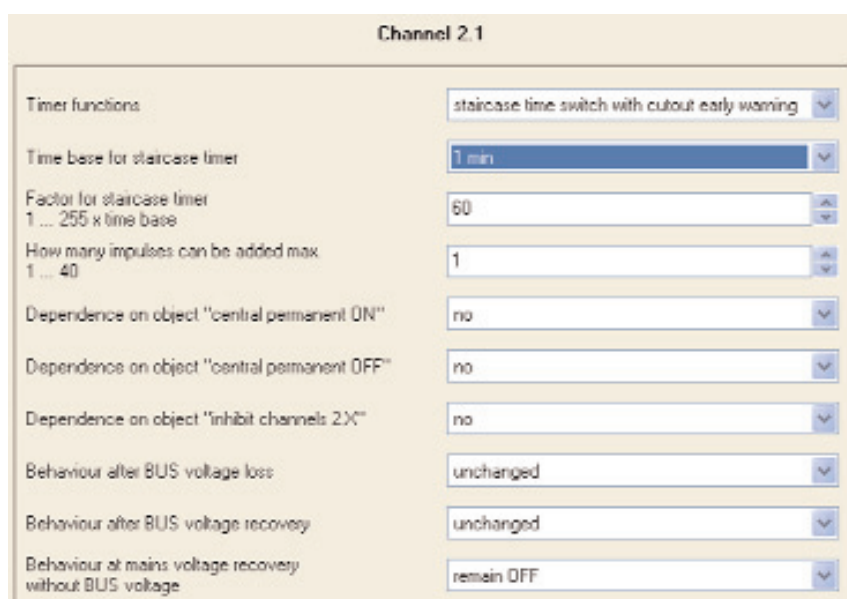 Channel 2.1
Timer functions
staircase time switch with cutout early warning
Time base for staircase timer
1 min
Factor for staircase timer
1 ... 255 x time base
60
How many impulses can be added max
1 ... 40
1
Dependence on object "central permanent ON"
no
Dependence on object "central permanent OFF"
no
Dependence on object "inhibit channels 2.X"
no
Behaviour after BUS voltage loss
unchanged
Behaviour after BUS voltage recovery
unchanged
Behaviour at mains voltage recovery
without BUS voltage
remain OFF